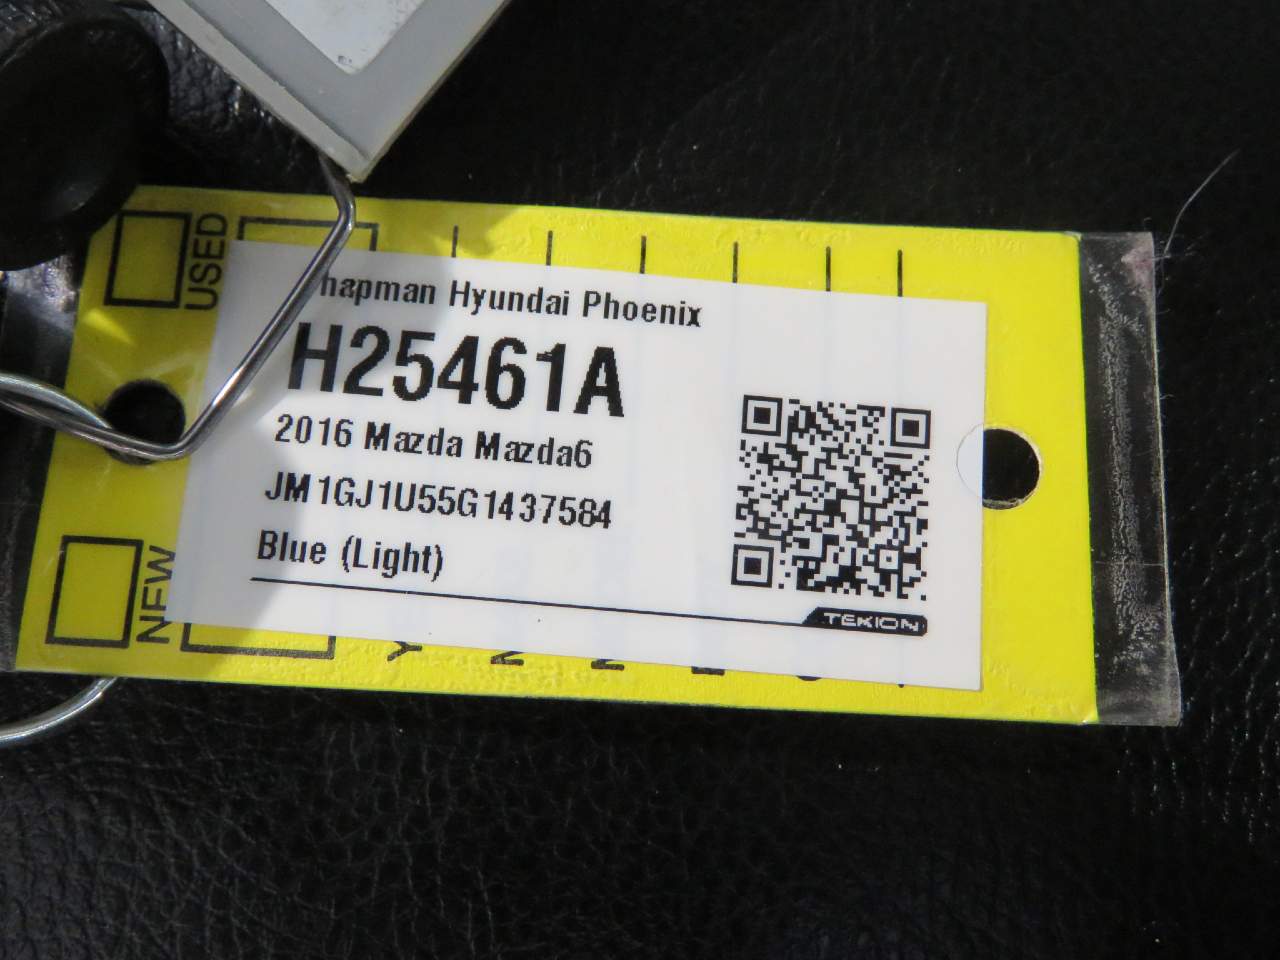 USED
hapman Hyundai Phoenix
H25461A
2016 Mazda Mazda6
JM1GJ1U55G1437584
Blue (Light)
TEKION
NEW